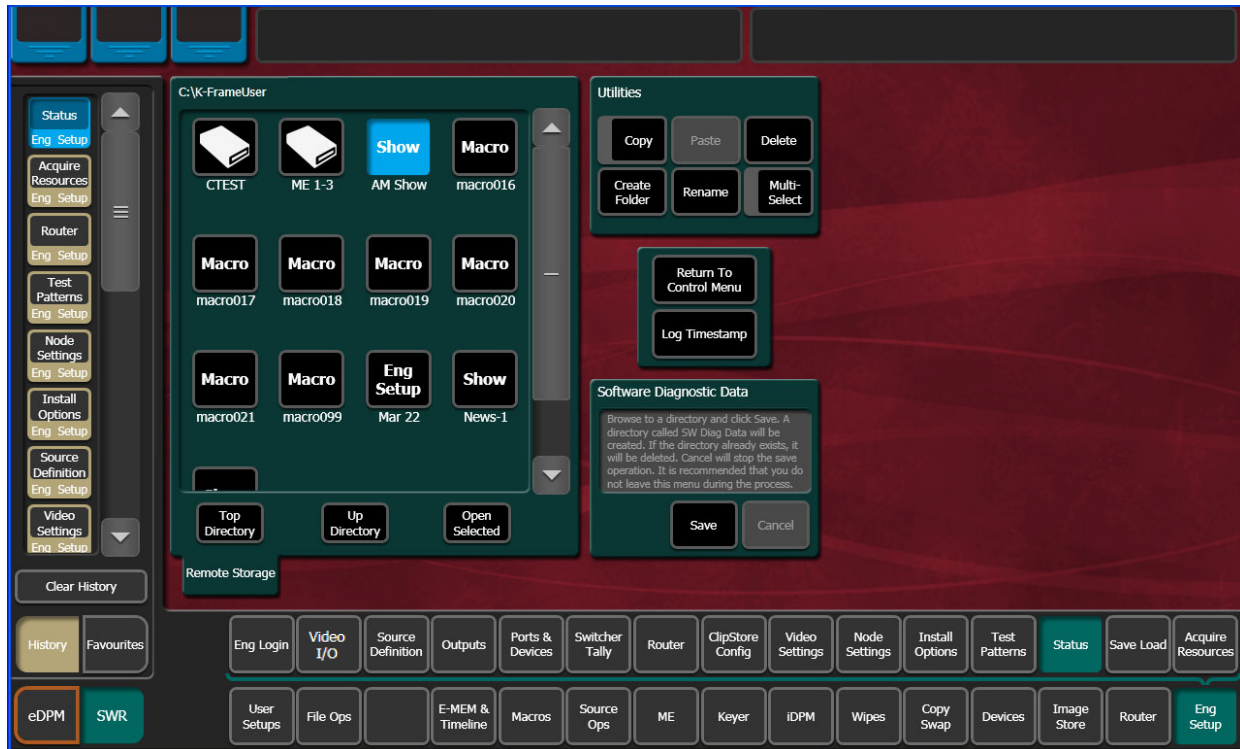 C:\K-FrameUser
Utilities
Status
Eng Setup
Acquire
Resources
Eng Setup
Router
Eng Setup
Test
Patterns
Eng Setup
Node
Settings
Eng Setup
Install
Options
Eng Setup
Source
Definition
Eng Setup
Video
Settings
Eng Setup
Clear History
History
Favourites
eDPM
SWR
CTEST
ME 1-3
Show
AM Show
Macro
macro016
Macro
macro017
Macro
macro018
Macro
macro019
Macro
macro020
Macro
macro021
Macro
macro099
Eng
Setup
Mar 22
Show
News-1
Top
Directory
Up
Directory
Open
Selected
Remote Storage
Copy
Paste
Delete
Create
Folder
Rename
Multi-
Select
Return To
Control Menu
Log Timestamp
Software Diagnostic Data
Browse to a directory and click Save. A
directory called SW Diag Data will be
created. If the directory already exists, it
will be deleted. Cancel will stop the save
operation. It is recommended that you do
not leave this menu during the process.
Save
Cancel
Eng Login
Video
I/O
Source
Definition
Outputs
Ports &
Devices
Switcher
Tally
Router
ClipStore
Config
Video
Settings
Node
Settings
Install
Options
Test
Patterns
Status
Save Load
Acquire
Resources
User
Setups
File Ops
E-MEM &
Timeline
Macros
Source
Ops
ME
Keyer
iDPM
Wipes
Copy
Swap
Devices
Image
Store
Router
Eng
Setup